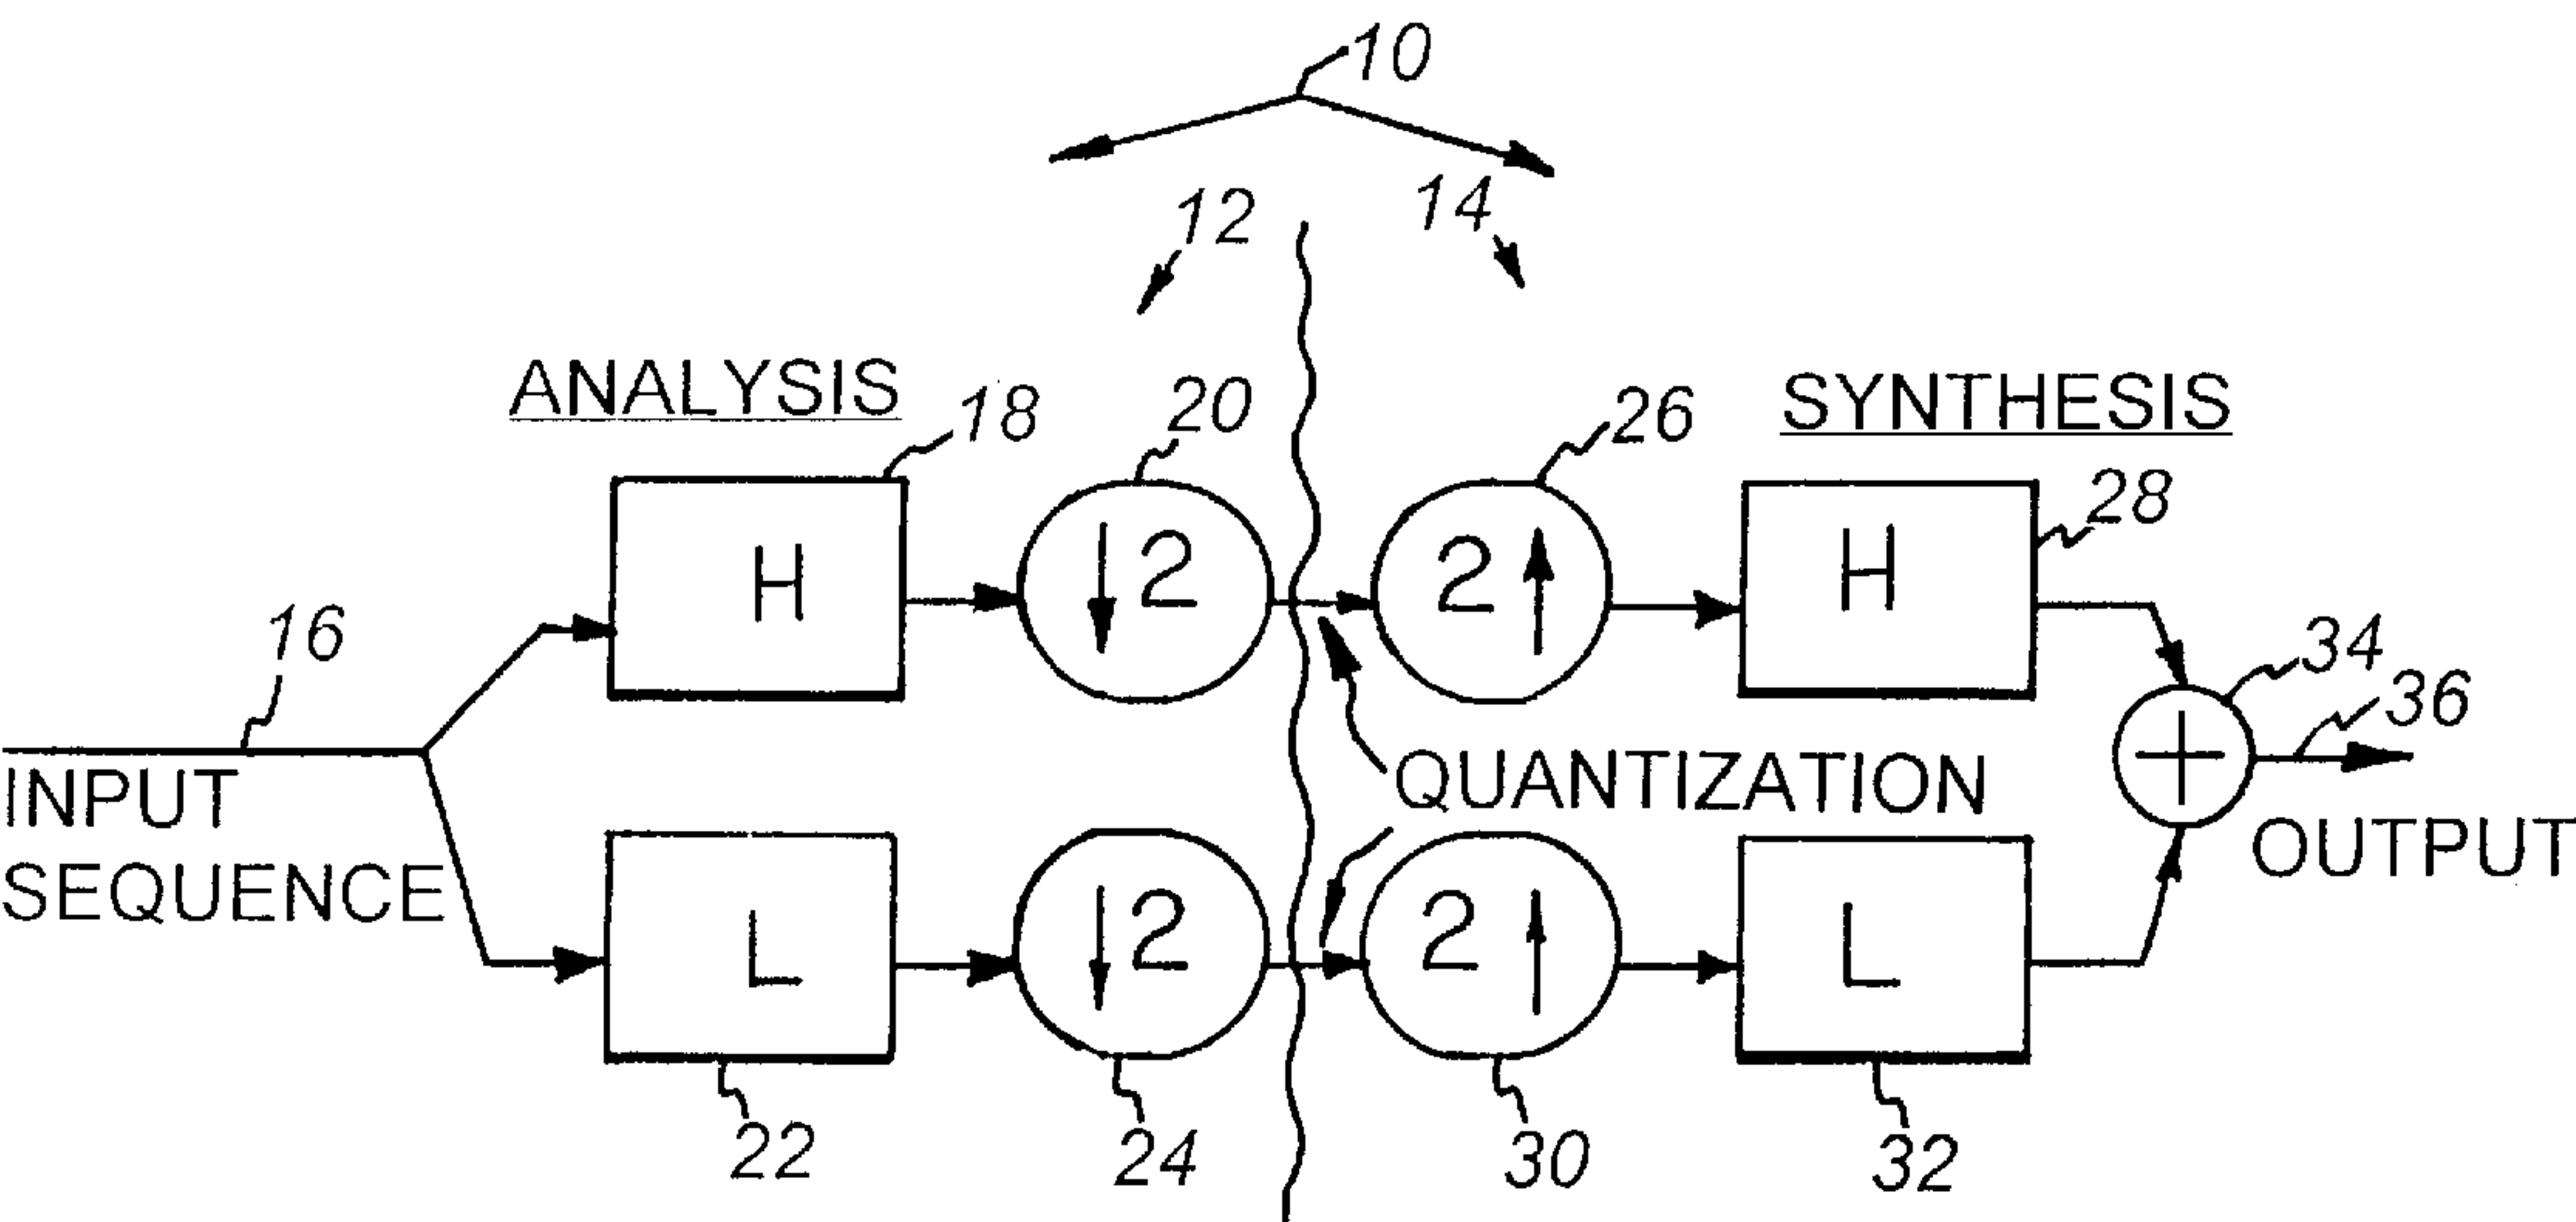 10
12
14
ANALYSIS
18
20
26
SYNTHESIS
28
H
↓2
2↑
H
16
34
36
INPUT
SEQUENCE
QUANTIZATION
+
OUTPUT
L
↓2
2↑
L
22
24
30
32